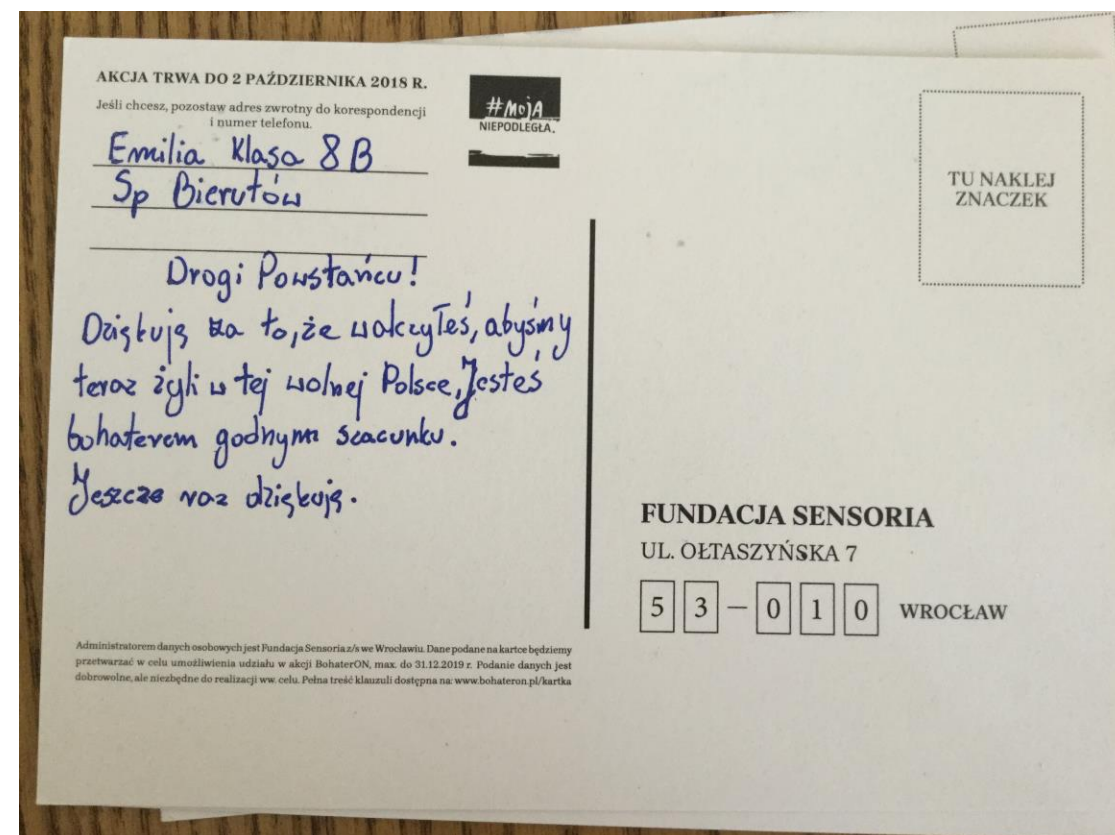 AKCJA TRWA DO 2 PAŹDZIERNIKA 2018 R.
Jeśli chcesz, pozostaw adres zwrotny do korespondencji
i numer telefonu.
Emilia Klasa 8 B
Sp Bierutów
#MOJA
NIEPODLEGŁA.
Drogi Powstańcu!
Dziękuję za to, że walczyłeś, abyśmy
teraz żyli w tej wolnej Polsce, Jesteś
bohaterem godnym szacunku.
Jeszcze raz dziękuję.
TU NAKLEJ
ZNACZEK
FUNDACJA SENSORIA
UL. OŁTASZYŃSKA 7
53-010 WROCŁAW
Administratorem danych osobowych jest Fundacja Sensoria z/s we Wrocławiu. Dane podane na kartce będziemy
przetwarzać w celu umożliwienia udziału w akcji BohaterON, max. do 31.12.2019 r. Podanie danych jest
dobrowolne, ale niezbędne do realizacji ww. celu. Pełna treść klauzuli dostępna na: www.bohateron.pl/kartka